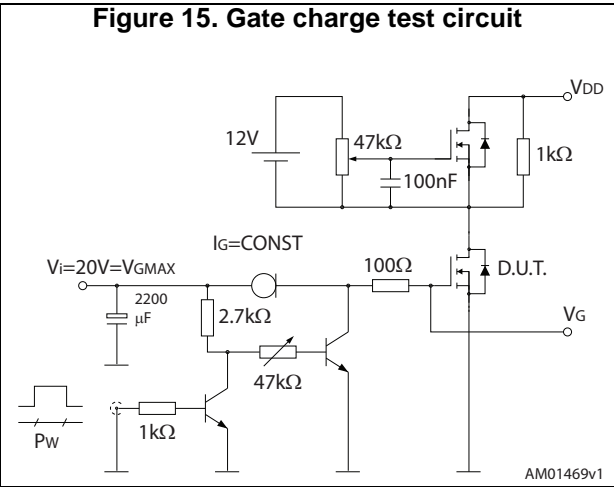 Figure 15. Gate charge test circuit
VDD
12V
47kΩ
1kΩ
100nF
IG=CONST
Vi=20V=VGMAX
100Ω
D.U.T.
2200
μF
2.7kΩ
VG
47kΩ
1kΩ
PW
AM01469v1